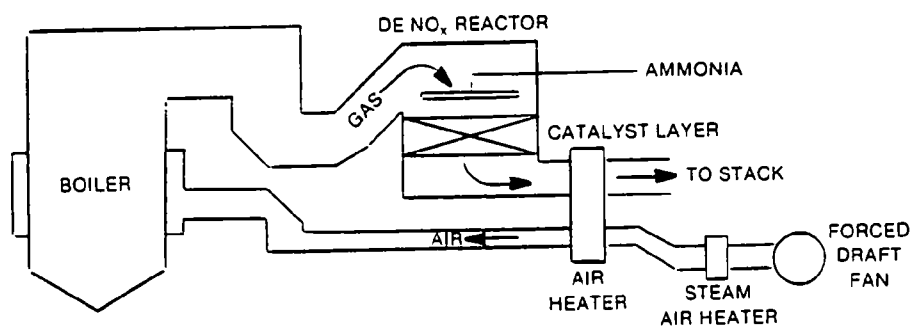 DE NOₓ REACTOR
AMMONIA
GAS
CATALYST LAYER
BOILER
TO STACK
AIR
FORCED
DRAFT
FAN
AIR
HEATER
STEAM
AIR HEATER